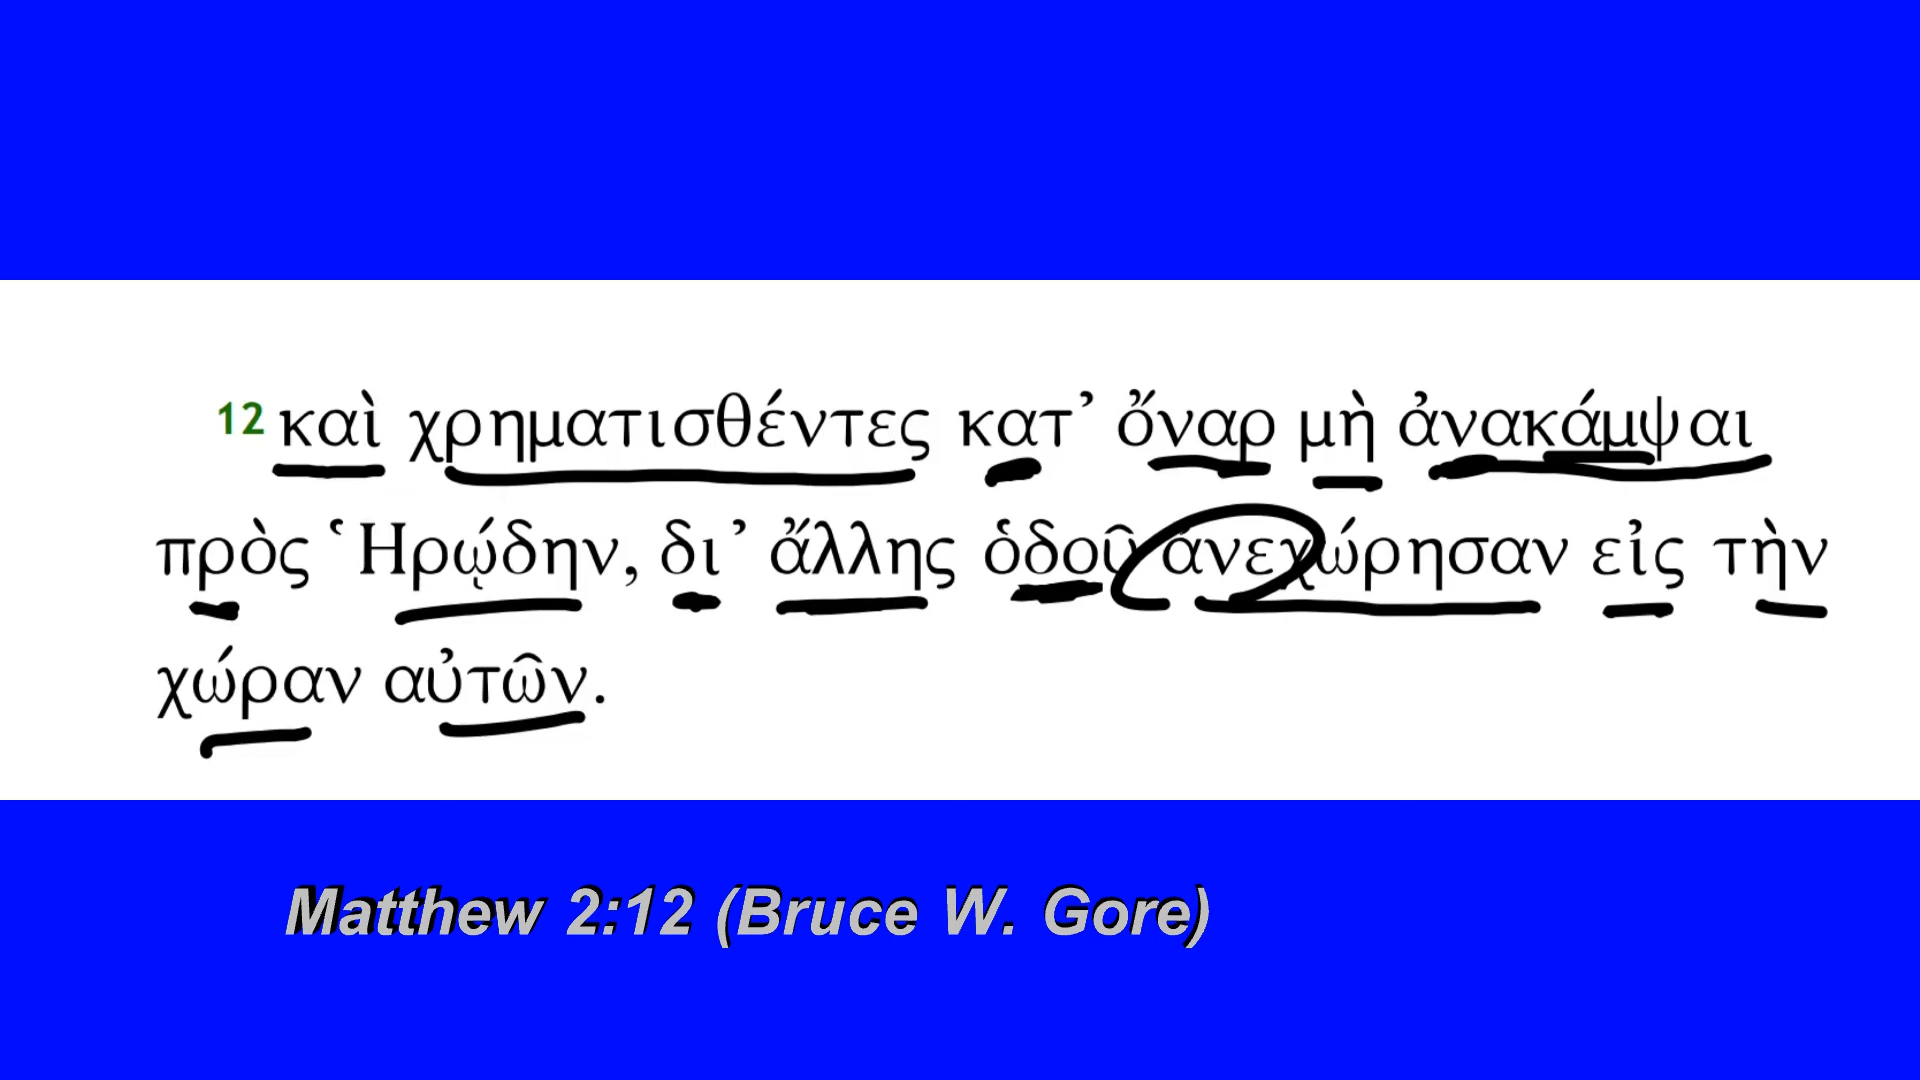 12 καὶ χρηματισθέντες κατ᾽ ὄναρ μὴ ἀνακάμψαι
πρὸς Ἡρῴδην, δι᾽ ἄλλης ὁδοῦ ἀνεχώρησαν εἰς τὴν
χώραν αὐτῶν.
Matthew 2:12 (Bruce W. Gore)